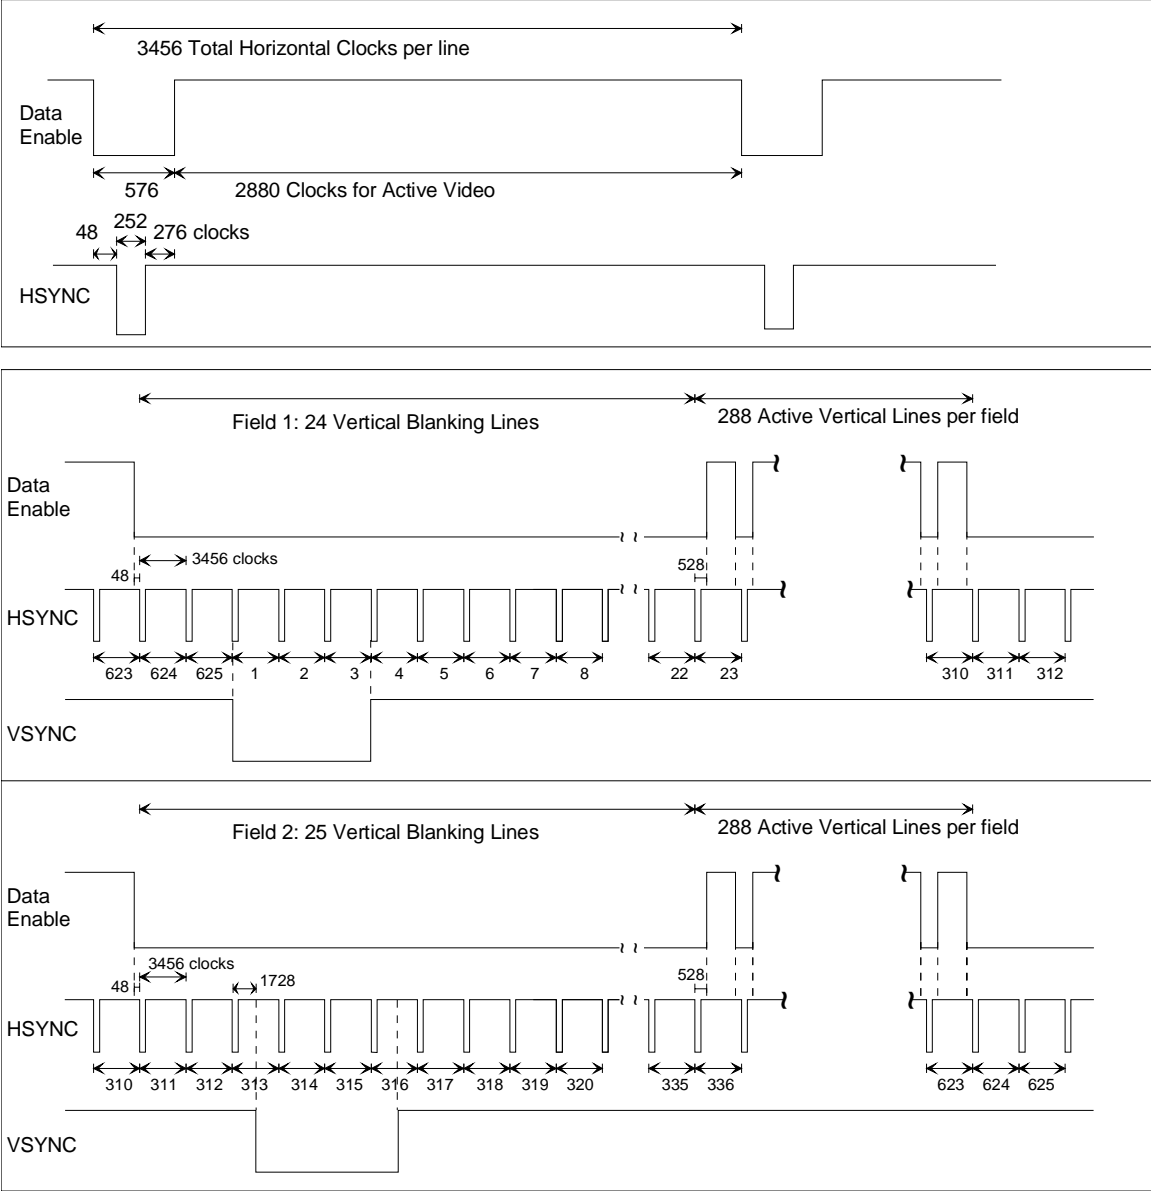 3456 Total Horizontal Clocks per line
Data
Enable
576
2880 Clocks for Active Video
48
252
276 clocks
HSYNC
Field 1: 24 Vertical Blanking Lines
288 Active Vertical Lines per field
Data
Enable
48
3456 clocks
528
HSYNC
623 624 625 1 2 3 4 5 6 7 8 22 23 310 311 312
VSYNC
Field 2: 25 Vertical Blanking Lines
288 Active Vertical Lines per field
Data
Enable
3456 clocks
48
1728
528
HSYNC
310 311 312 313 314 315 316 317 318 319 320 335 336 623 624 625
VSYNC